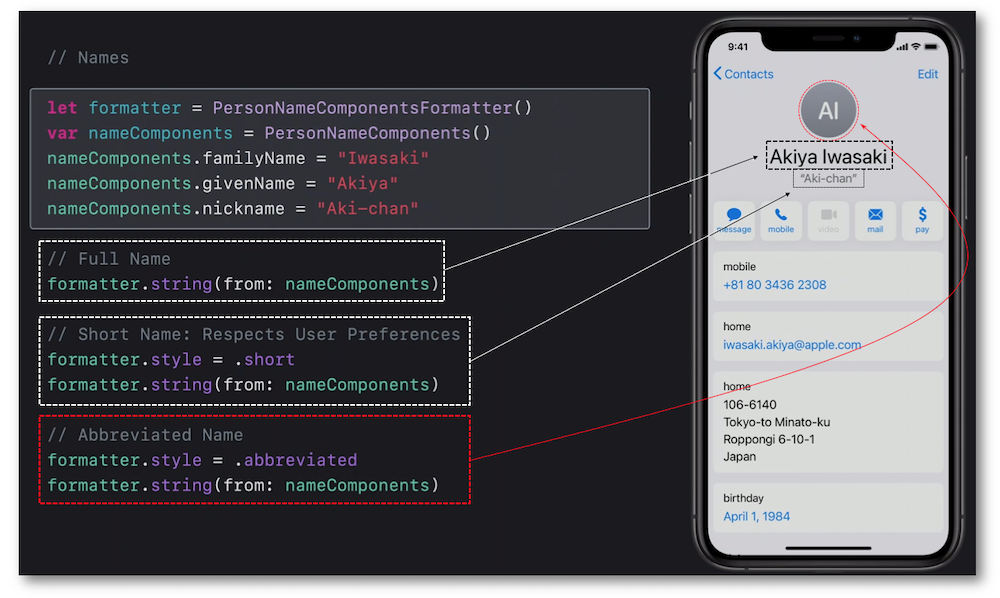 // Names
let formatter = PersonNameComponentsFormatter()
var nameComponents = PersonNameComponents()
nameComponents.familyName = "Iwasaki"
nameComponents.givenName = "Akiya"
nameComponents.nickname = "Aki-chan"
// Full Name
formatter.string(from: nameComponents)
// Short Name: Respects User Preferences
formatter.style = .short
formatter.string(from: nameComponents)
// Abbreviated Name
formatter.style = .abbreviated
formatter.string(from: nameComponents)
9:41
Contacts Edit
AI
Akiya Iwasaki
“Aki-chan”
message mobile video mail pay
mobile
+81 80 3436 2308
home
iwasaki.akiya@apple.com
home
106-6140
Tokyo-to Minato-ku
Roppongi 6-10-1
Japan
birthday
April 1, 1984